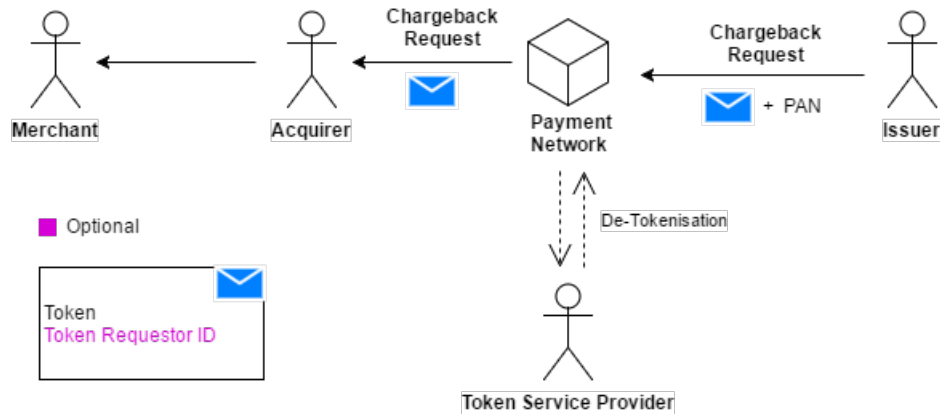 Chargeback
Request
Chargeback
Request
+ PAN
Merchant
Acquirer
Payment
Network
Issuer
De-Tokenisation
Optional
Token
Token Requestor ID
Token Service Provider